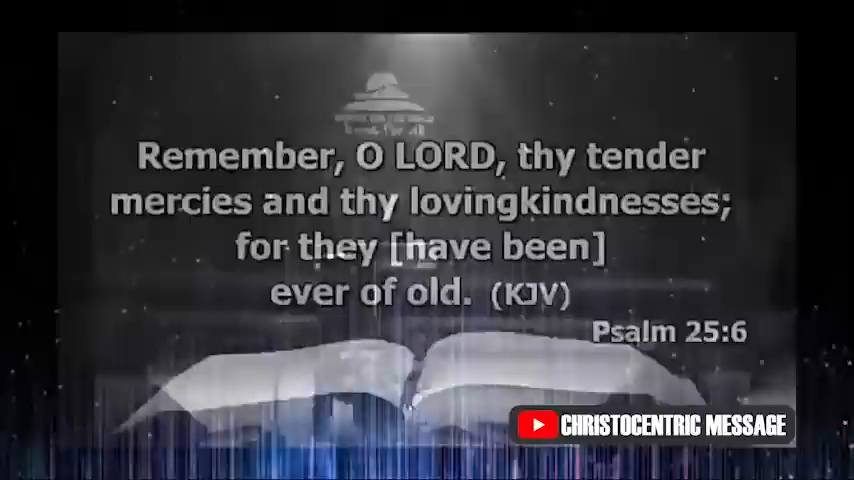 Remember, O LORD, thy tender
mercies and thy lovingkindnesses;
for they [have been]
ever of old. (KJV)
Psalm 25:6
CHRISTOCENTRIC MESSAGE